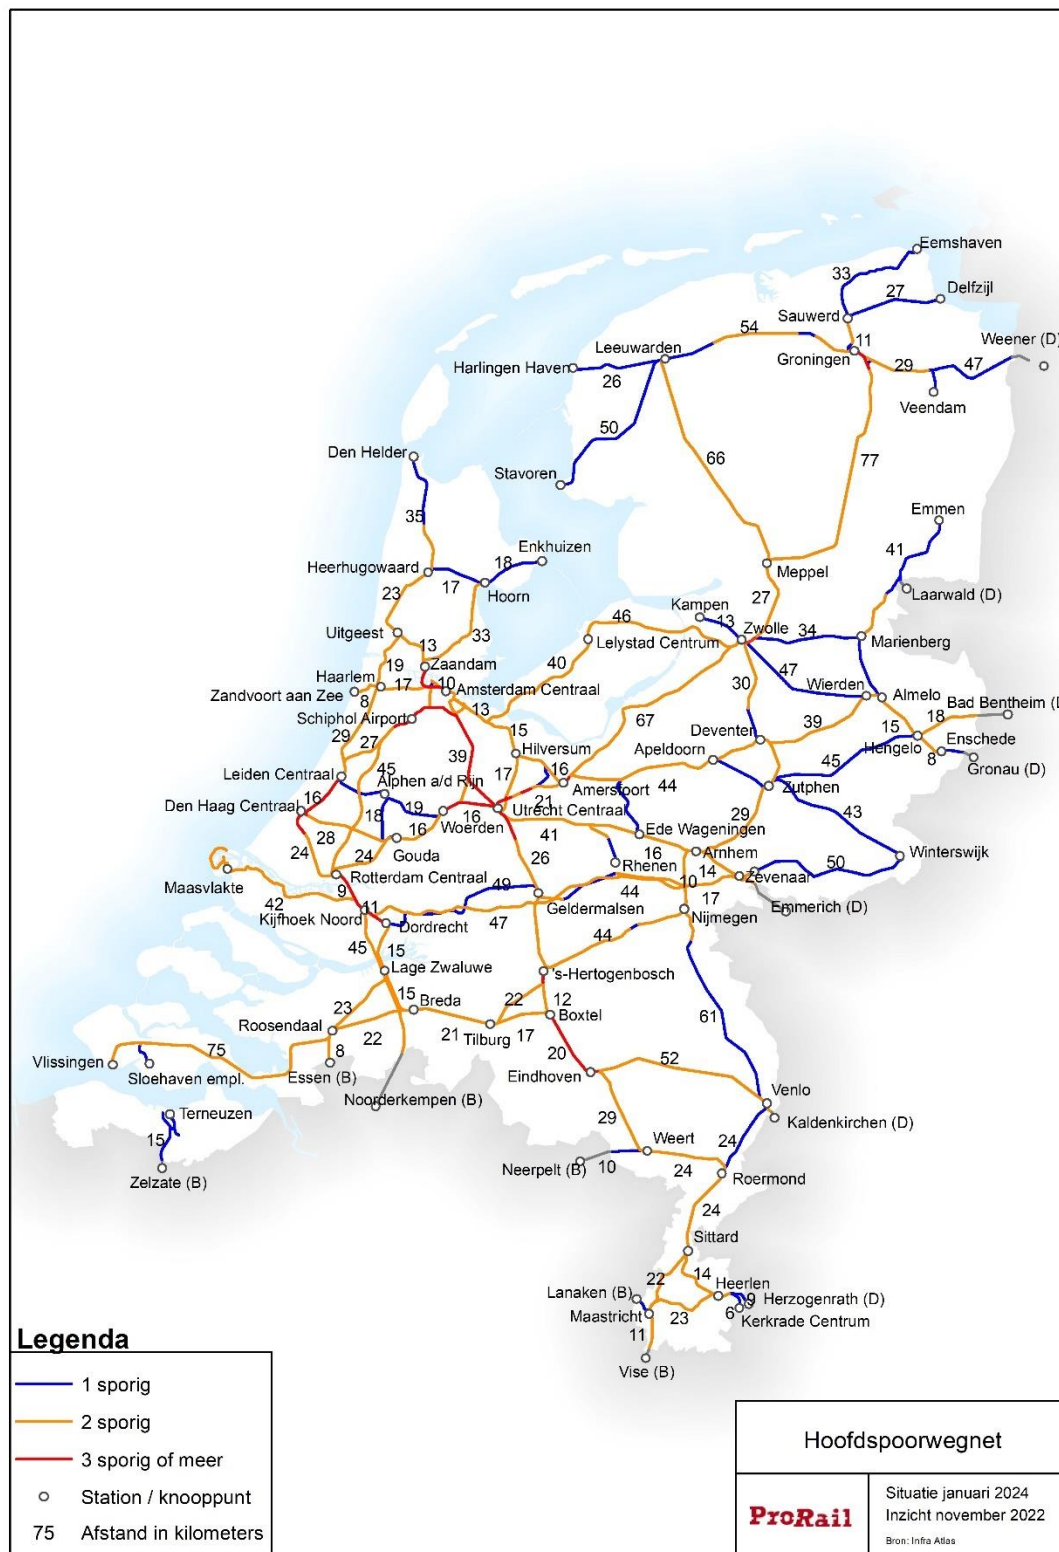 Eemshaven
33
27
Delfzijl
Sauwerd
54
11
Weener (D)
Leeuwarden
Groningen
Harlingen Haven
26
29
47
Veendam
50
Den Helder
66
77
Stavoren
Emmen
35
41
Enkhuizen
18
Heerhugowaard
17
Hoorn
Meppel
Laarwald (D)
23
27
Kampen
46
13
Zwolle
34
Uitgeest
33
Lelystad Centrum
Marienberg
13
19
Zaandam
40
47
Haarlem
17
10
Amsterdam Centraal
30
Wierden
Almelo
Zandvoort aan Zee
8
Bad Bentheim (D
13
67
15
18
Schiphol Airport
Deventer
39
29
27
15
Hilversum
Apeldoorn
Hengelo
Enschede
39
8
Leiden Centraal
45
17
16
44
45
Gronau (D)
Alphen a/d Rijn
21
Amersfoort
Zutphen
16
Den Haag Centraal
19
Utrecht Centraal
43
18
Woerden
16
29
28
16
41
Ede Wageningen
24
24
Gouda
26
16
Arnhem
Winterswijk
Rhenen
14
50
Rotterdam Centraal
Zevenaar
Maasvlakte
9
49
44
10
42
11
Geldermalsen
17
Emmerich (D)
Kijfhoek Noord
Dordrecht
47
Nijmegen
45
15
44
Lage Zwaluwe
's-Hertogenbosch
15
23
Breda
22
12
61
Roosendaal
Boxtel
22
21
Tilburg
17
75
8
20
52
Vlissingen
Sloehaven empl.
Essen (B)
Eindhoven
Venlo
Noorderkempen (B)
Terneuzen
29
Kaldenkirchen (D)
15
Weert
24
Neerpelt (B)
10
24
Zelzate (B)
Roermond
24
Sittard
22
14
Heerlen
Lanaken (B)
9
Herzogenrath (D)
Maastricht
23
6
Kerkrade Centrum
11
Vise (B)
Legenda
1 sporig
2 sporig
3 sporig of meer
Station / knooppunt
75 Afstand in kilometers
Hoofdspoorwegnet
ProRail
Situatie januari 2024
Inzicht november 2022
Bron: Infra Atlas